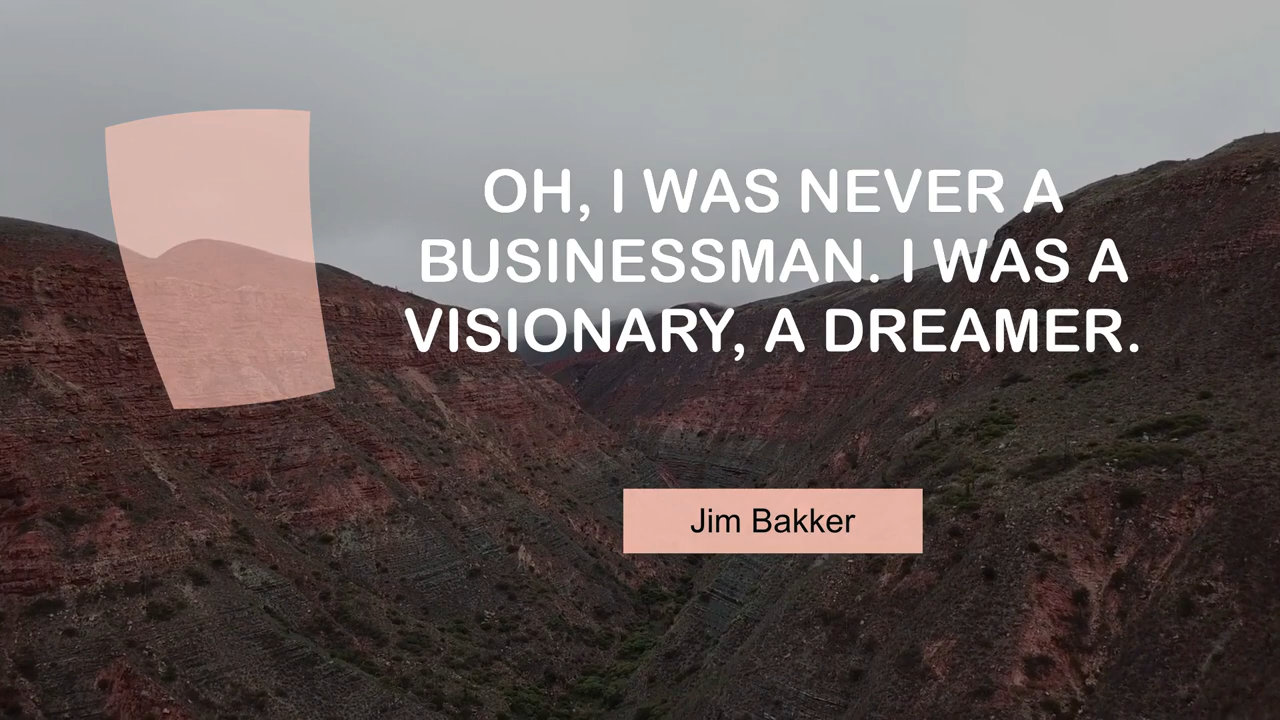 OH, I WAS NEVER A
BUSINESSMAN. I WAS A
VISIONARY, A DREAMER.
Jim Bakker